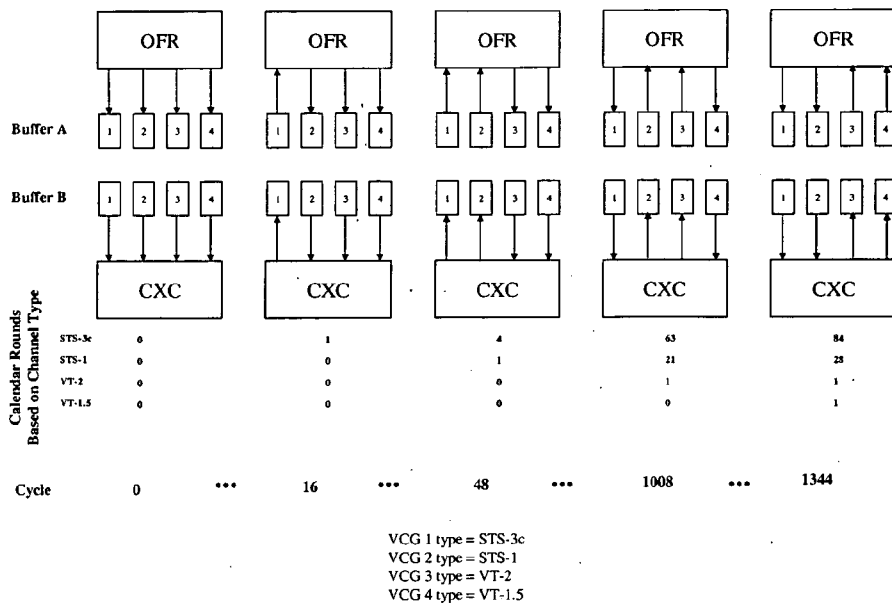 OFR OFR OFR OFR OFR
Buffer A 1 2 3 4 1 2 3 4 1 2 3 4 1 2 3 4 1 2 3 4
Buffer B 1 2 3 4 1 2 3 4 1 2 3 4 1 2 3 4 1 2 3 4
CXC CXC CXC CXC CXC
Calendar Rounds
Based on Channel Type
STS-3c 0 1 4 63 84
STS-1 0 0 1 21 28
VT-2 0 0 0 1 1
VT-1.5 0 0 0 0 1
Cycle 0 ••• 16 ••• 48 ••• 1008 ••• 1344
VCG 1 type = STS-3c
VCG 2 type = STS-1
VCG 3 type = VT-2
VCG 4 type = VT-1.5